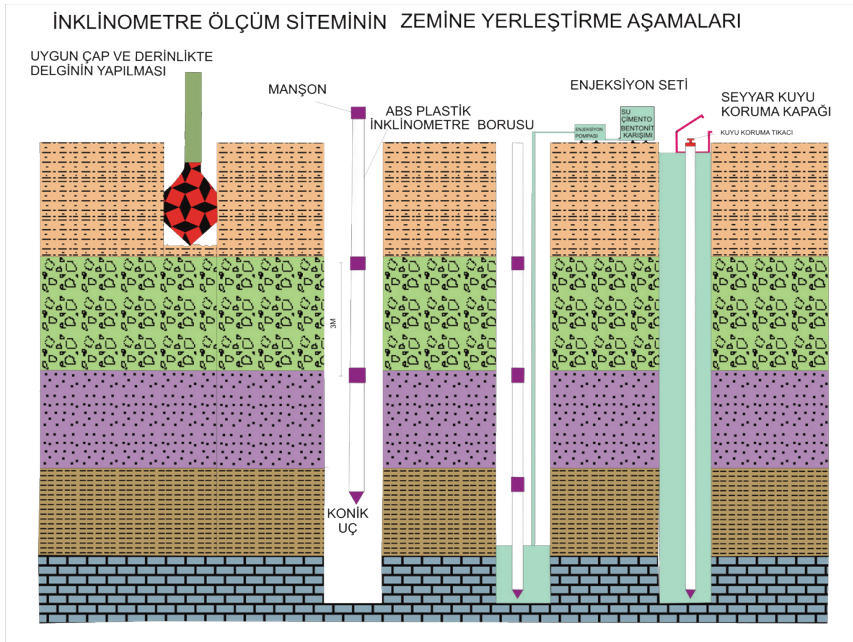 İNKLİNOMETRE ÖLÇÜM SİTEMİNİN ZEMİNE YERLEŞTİRME AŞAMALARI
UYGUN ÇAP VE DERİNLİKTE
DELGİNİN YAPILMASI
MANŞON
ABS PLASTİK
İNKLİNOMETRE BORUSU
ENJEKSİYON SETİ
ENJEKSİYON
POMPASI
SU
ÇİMENTO
BENTONİT
KARIŞIMI
SEYYAR KUYU
KORUMA KAPAĞI
KUYU KORUMA TIKACI
3M
KONİK
UÇ